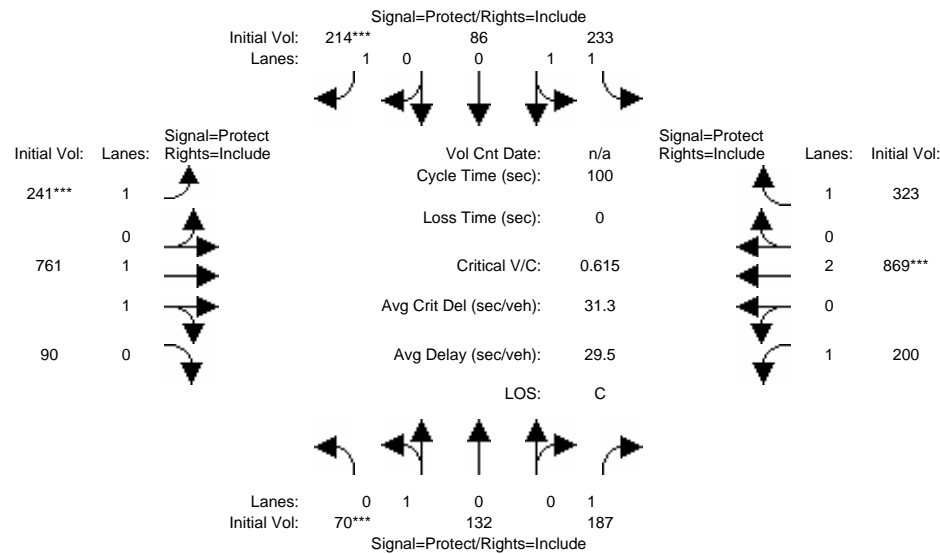 Signal=Protect/Rights=Include
Initial Vol: 214*** 86 233
Lanes: 1 0 0 1 1
Signal=Protect
Initial Vol: Lanes: Rights=Include
Vol Cnt Date: n/a
Signal=Protect
Rights=Include Lanes: Initial Vol:
Cycle Time (sec): 100
241*** 1
1 323
Loss Time (sec): 0
0
0
761 1
Critical V/C: 0.615
2 869***
1
Avg Crit Del (sec/veh): 31.3
0
90 0
Avg Delay (sec/veh): 29.5
1 200
LOS: C
Lanes: 0 1 0 0 1
Initial Vol: 70*** 132 187
Signal=Protect/Rights=Include